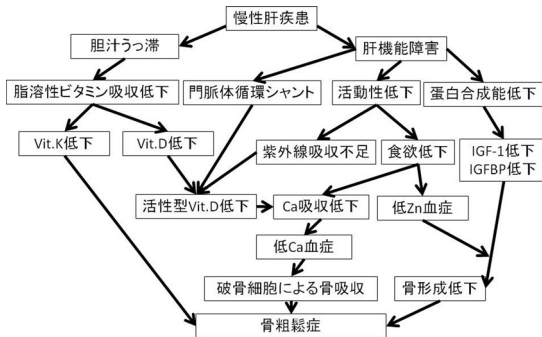 慢性肝疾患
胆汁うっ滞
肝機能障害
脂溶性ビタミン吸収低下
門脈体循環シャント
活動性低下
蛋白合成能低下
Vit.K低下
Vit.D低下
紫外線吸収不足
食欲低下
IGF-1低下
IGFBP低下
活性型Vit.D低下
Ca吸収低下
低Zn血症
低Ca血症
破骨細胞による骨吸収
骨形成低下
骨粗鬆症